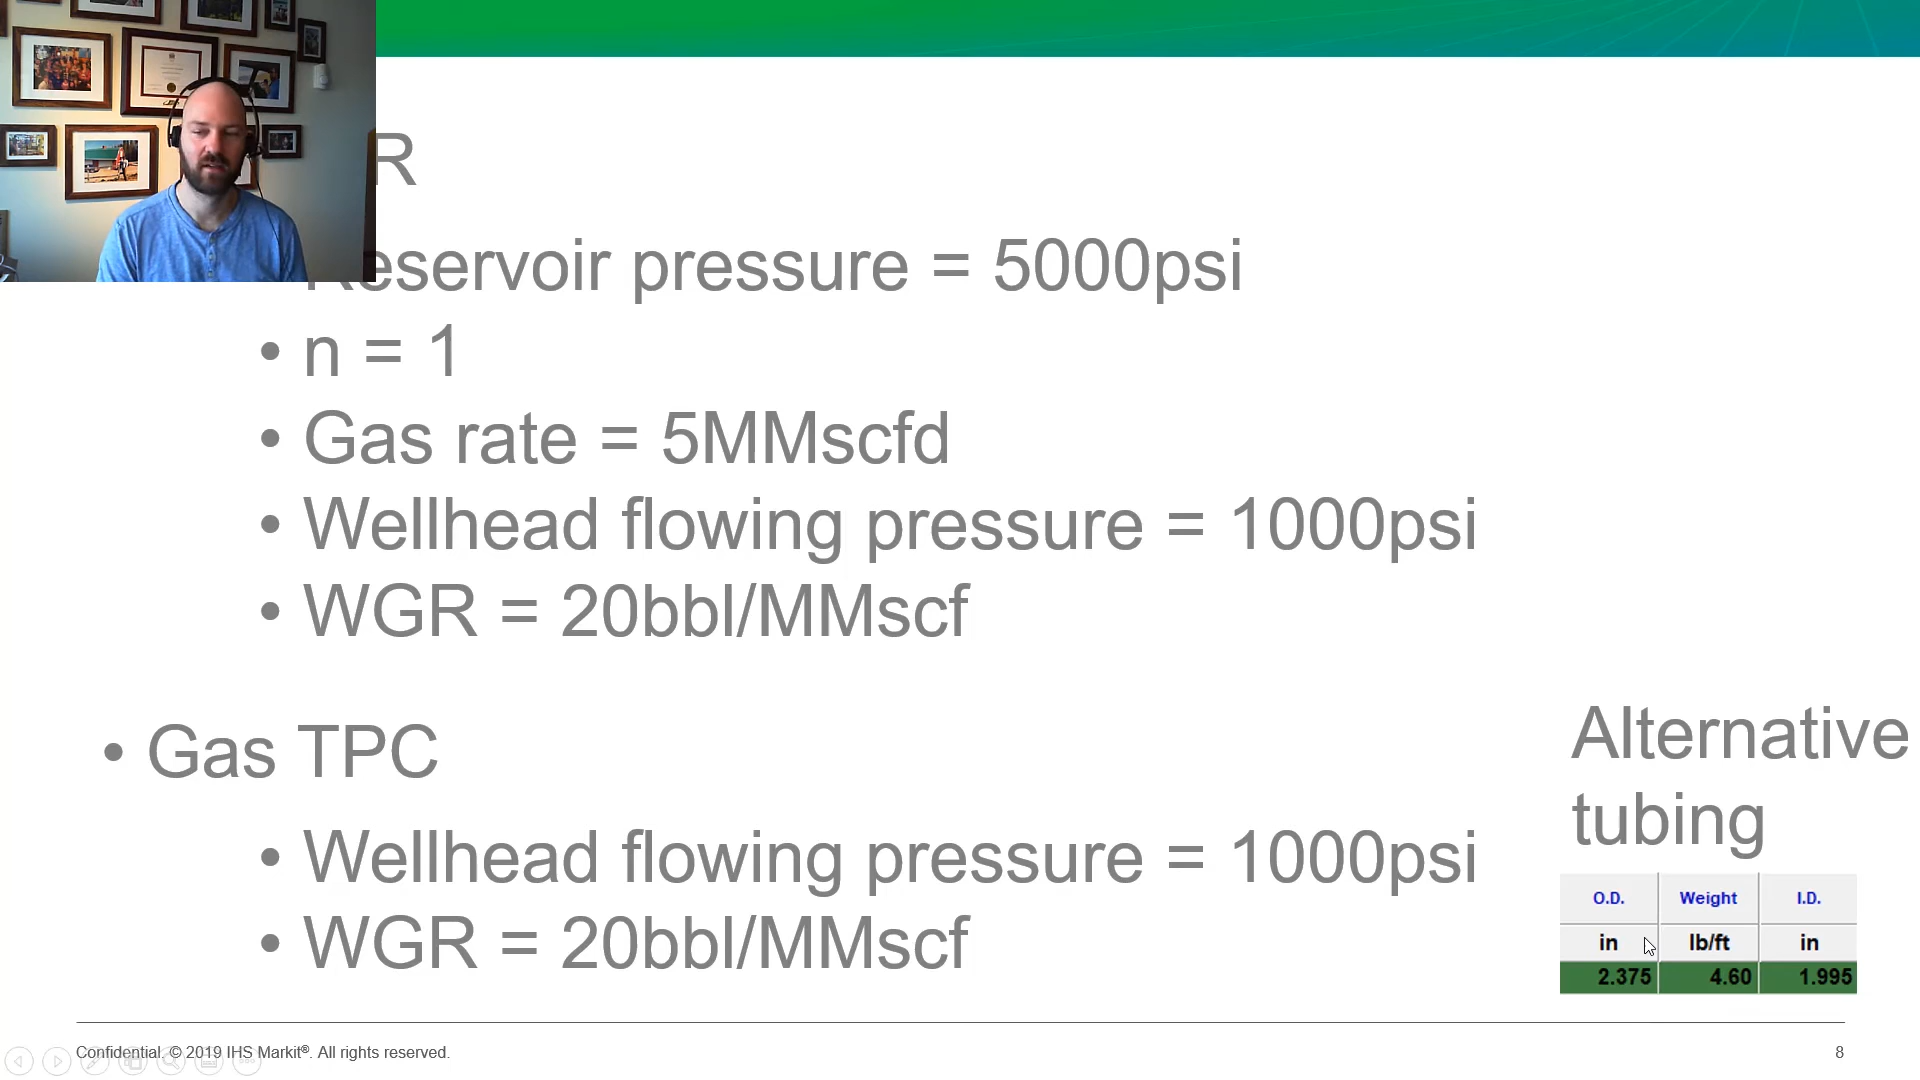 R
Reservoir pressure = 5000psi
• n = 1
• Gas rate = 5MMscfd
• Wellhead flowing pressure = 1000psi
• WGR = 20bbl/MMscf
• Gas TPC
• Wellhead flowing pressure = 1000psi
• WGR = 20bbl/MMscf
Alternative
tubing
O.D. Weight I.D.
in lb/ft in
2.375 4.60 1.995
Confidential. © 2019 IHS Markit®. All rights reserved.
8